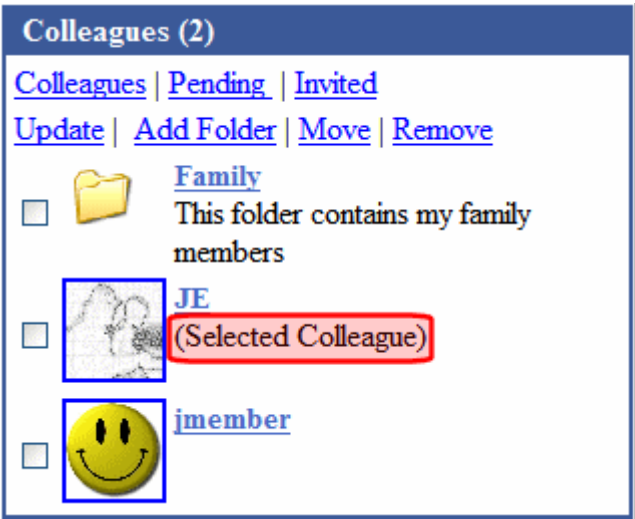 Colleagues (2)
Colleagues | Pending | Invited
Update | Add Folder | Move | Remove
Family
This folder contains my family
members
JE
(Selected Colleague)
jmember